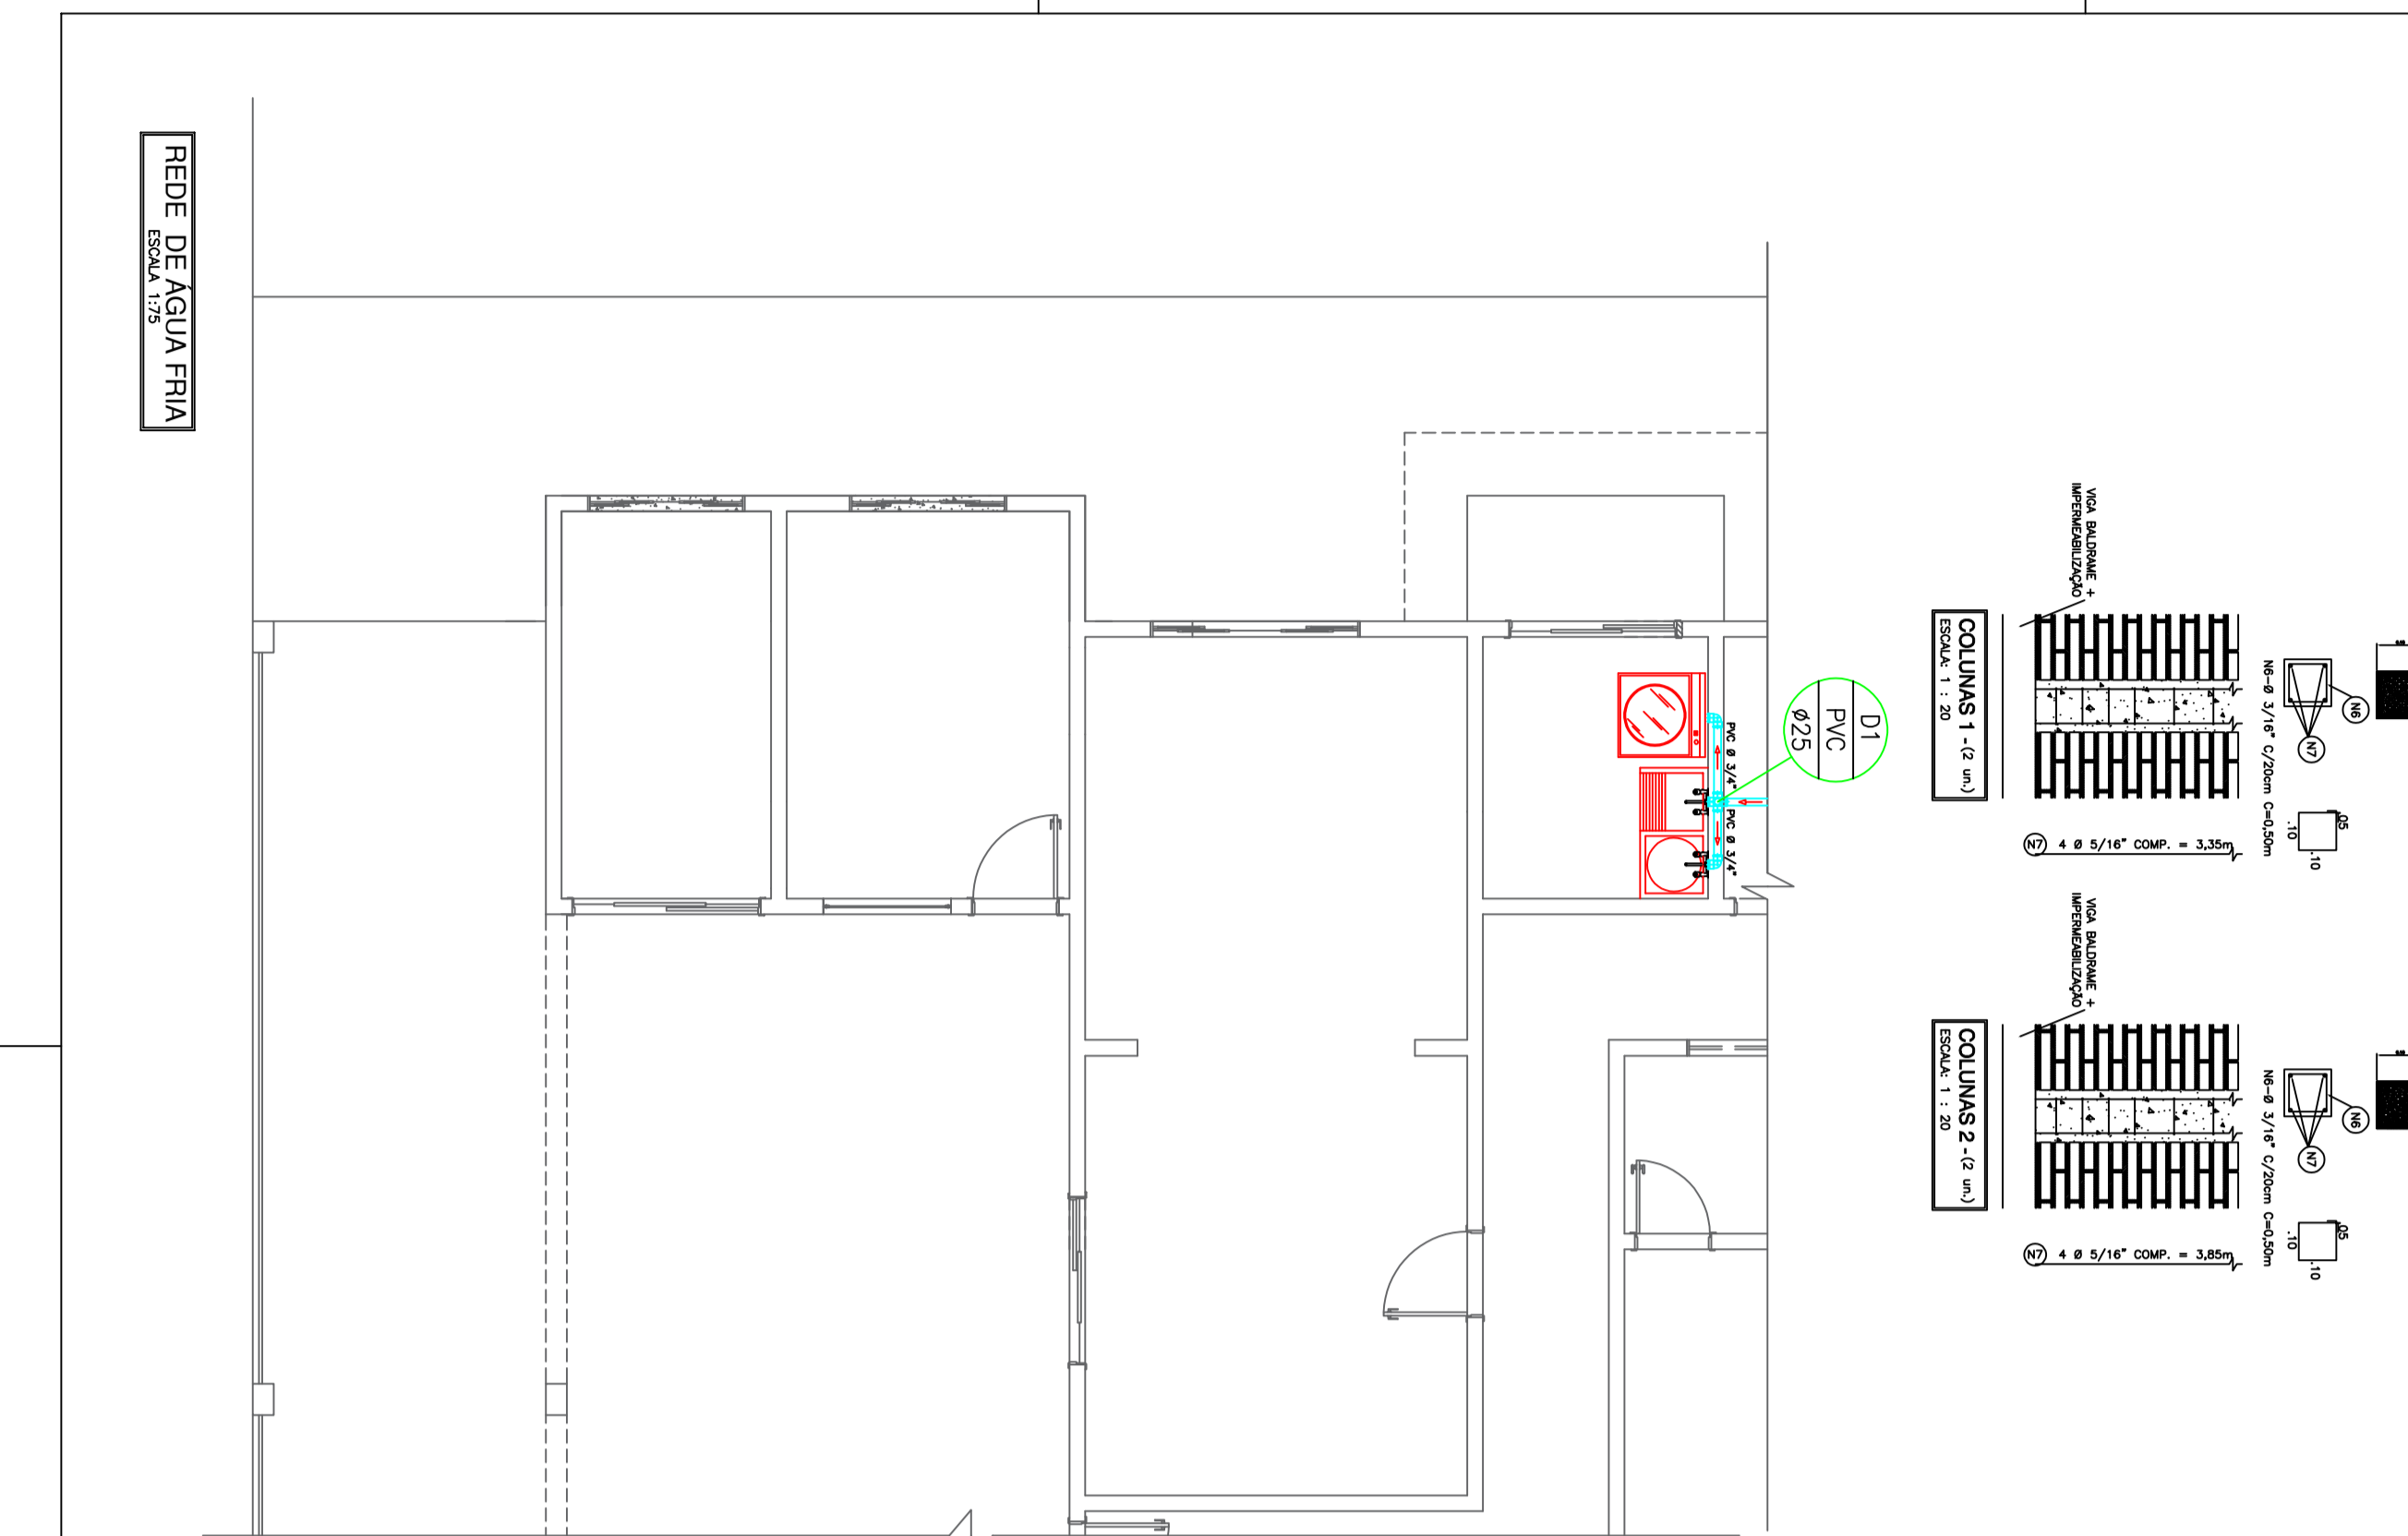 REDE DE ÁGUA FRIA
ESCALA 1:75
D1
PVC
Ø25
PVC Ø 3/4"
PVC Ø 3/4"
VIGA BALDRAME +
IMPERMEABILIZAÇÃO
COLUNAS 1 - (2 un.)
ESCALA: 1 : 20
N6
N7
N6-Ø 3/16" C/20cm C=0,50m
.05
.10
.10
N7 4 Ø 5/16" COMP. = 3,35m
VIGA BALDRAME +
IMPERMEABILIZAÇÃO
COLUNAS 2 - (2 un.)
ESCALA: 1 : 20
N6
N7
N6-Ø 3/16" C/20cm C=0,50m
.05
.10
.10
N7 4 Ø 5/16" COMP. = 3,85m